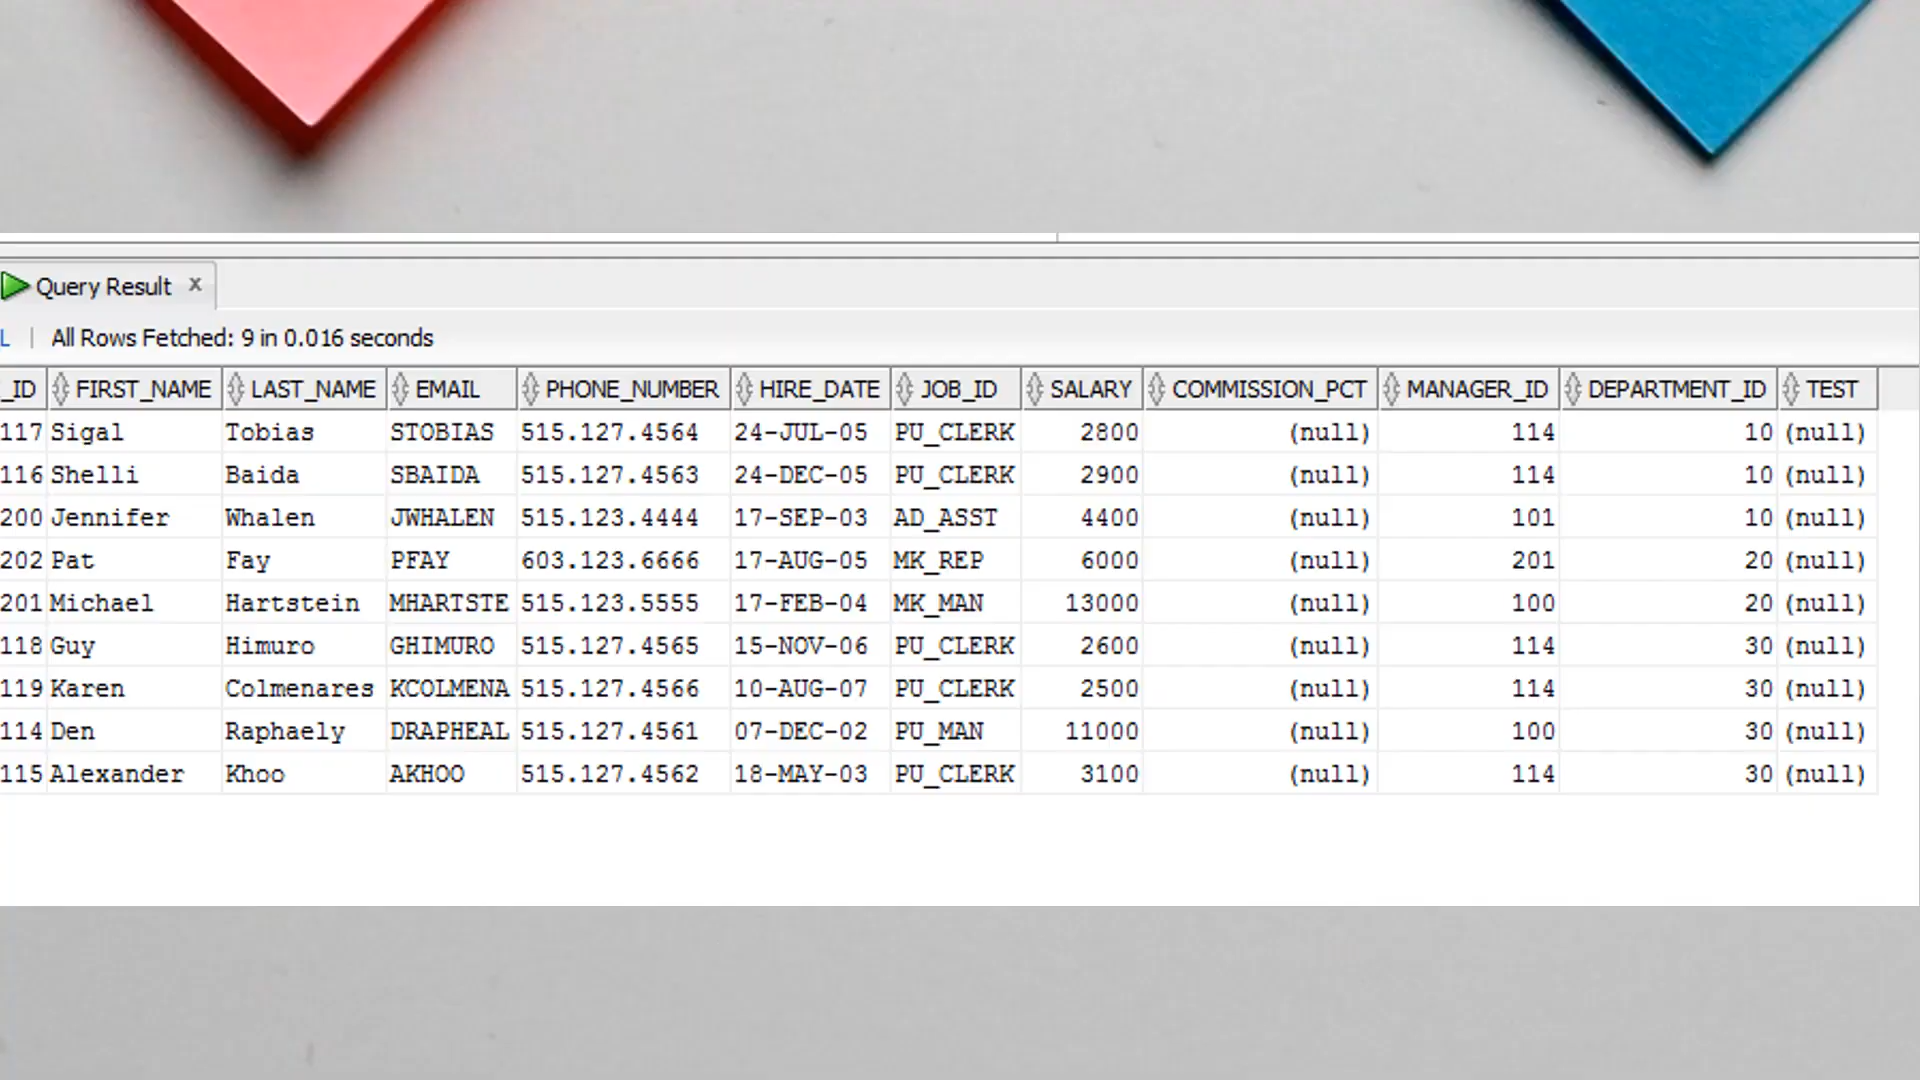 Query Result x
L | All Rows Fetched: 9 in 0.016 seconds
_ID FIRST_NAME LAST_NAME EMAIL PHONE_NUMBER HIRE_DATE JOB_ID SALARY COMMISSION_PCT MANAGER_ID DEPARTMENT_ID TEST
117 Sigal Tobias STOBIAS 515.127.4564 24-JUL-05 PU_CLERK 2800 (null) 114 10 (null)
116 Shelli Baida SBAIDA 515.127.4563 24-DEC-05 PU_CLERK 2900 (null) 114 10 (null)
200 Jennifer Whalen JWHALEN 515.123.4444 17-SEP-03 AD_ASST 4400 (null) 101 10 (null)
202 Pat Fay PFAY 603.123.6666 17-AUG-05 MK_REP 6000 (null) 201 20 (null)
201 Michael Hartstein MHARTSTE 515.123.5555 17-FEB-04 MK_MAN 13000 (null) 100 20 (null)
118 Guy Himuro GHIMURO 515.127.4565 15-NOV-06 PU_CLERK 2600 (null) 114 30 (null)
119 Karen Colmenares KCOLMENA 515.127.4566 10-AUG-07 PU_CLERK 2500 (null) 114 30 (null)
114 Den Raphaely DRAPHEAL 515.127.4561 07-DEC-02 PU_MAN 11000 (null) 100 30 (null)
115 Alexander Khoo AKHOO 515.127.4562 18-MAY-03 PU_CLERK 3100 (null) 114 30 (null)